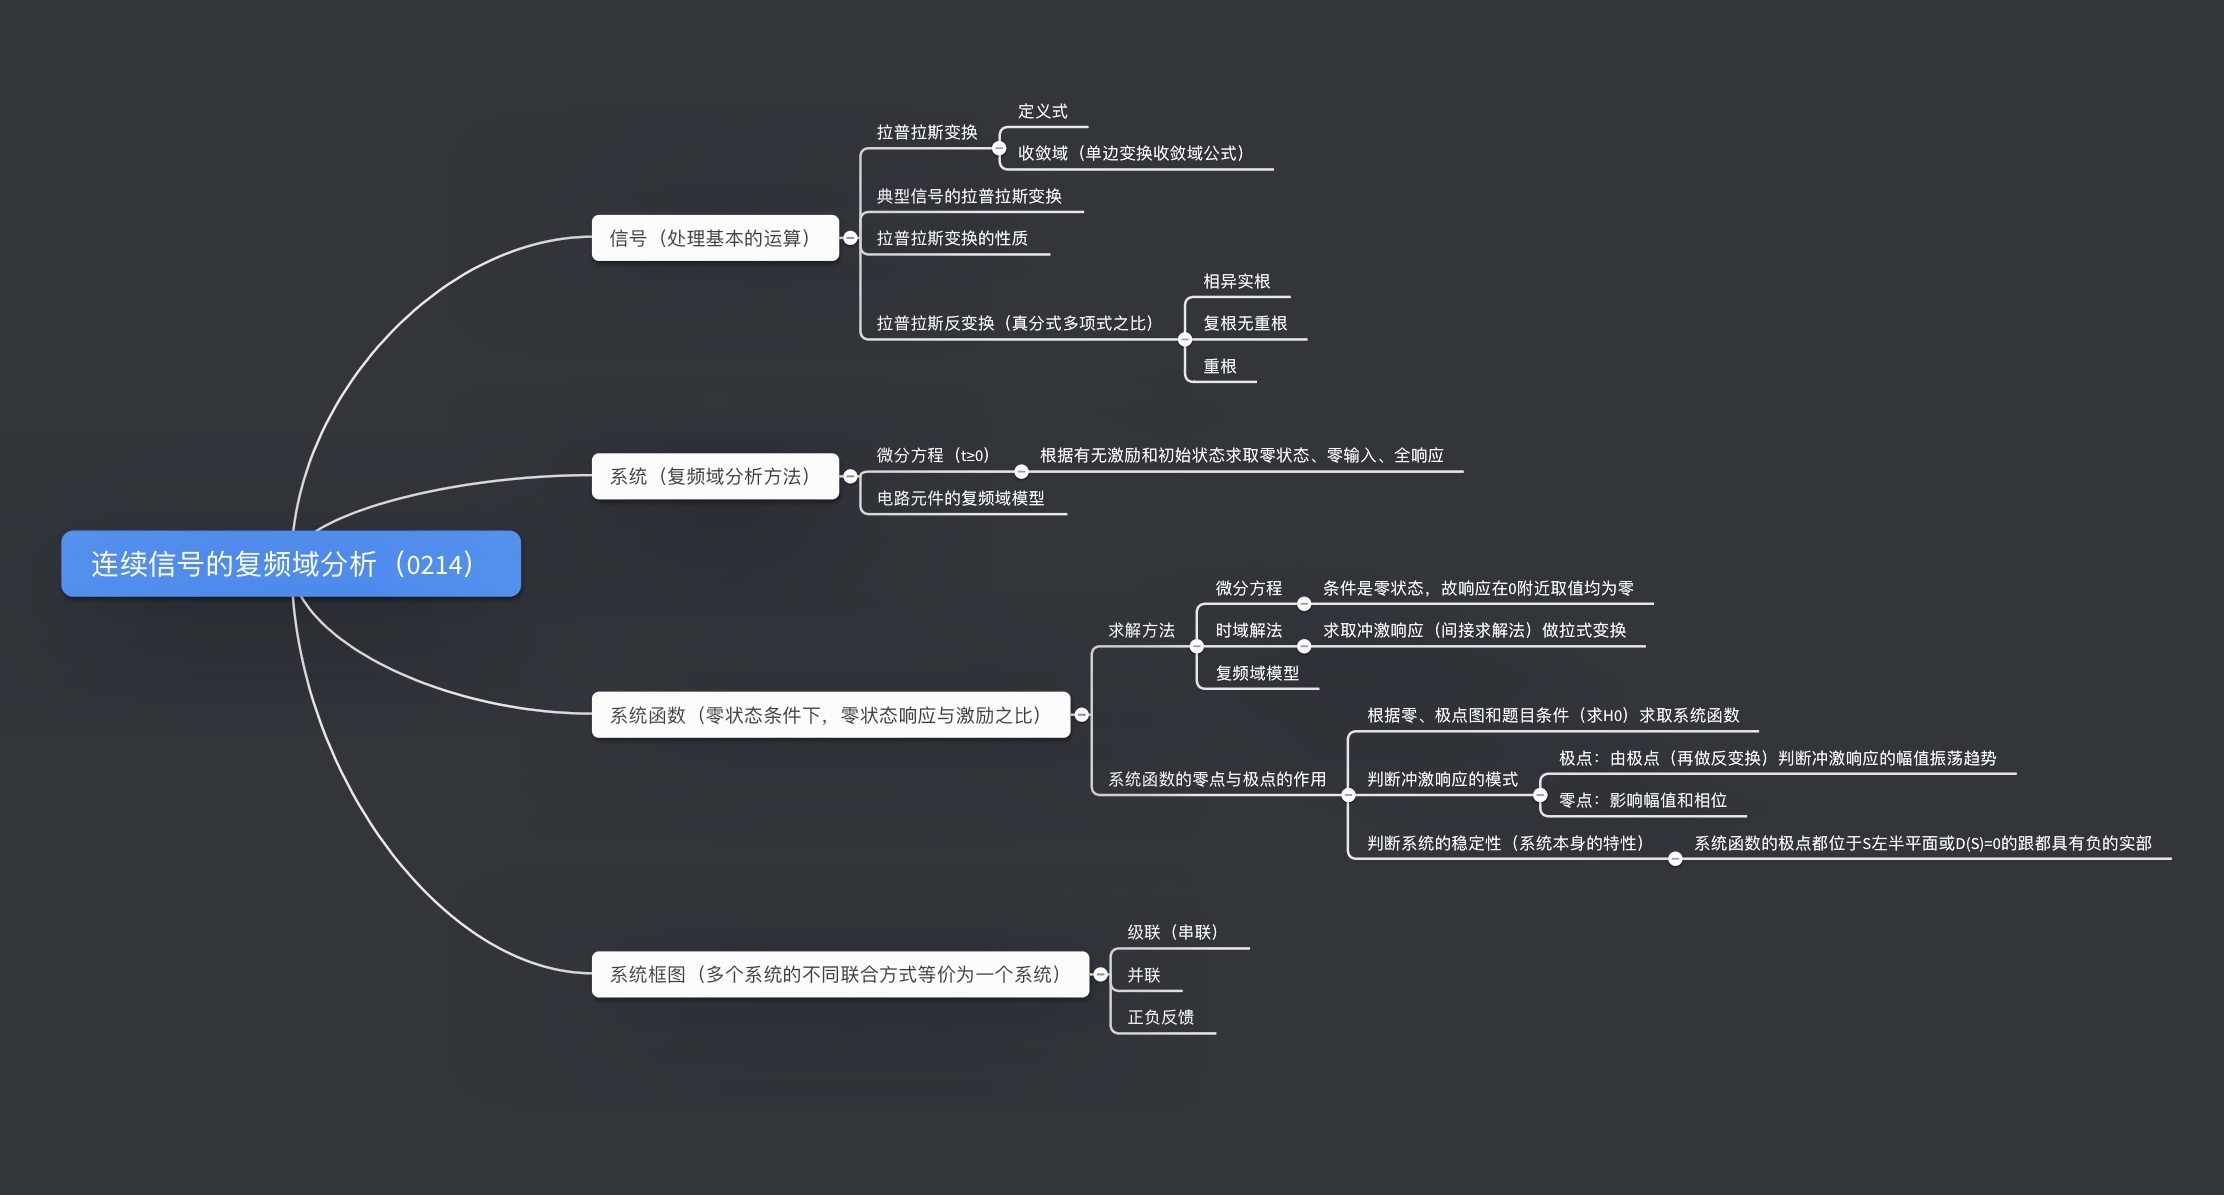 连续信号的复频域分析（0214）
信号（处理基本的运算）
拉普拉斯变换
定义式
收敛域（单边变换收敛域公式）
典型信号的拉普拉斯变换
拉普拉斯变换的性质
拉普拉斯反变换（真分式多项式之比）
相异实根
复根无重根
重根
系统（复频域分析方法）
微分方程（t≥0）
根据有无激励和初始状态求取零状态、零输入、全响应
电路元件的复频域模型
系统函数（零状态条件下，零状态响应与激励之比）
求解方法
微分方程
条件是零状态，故响应在0附近取值均为零
时域解法
求取冲激响应（间接求解法）做拉式变换
复频域模型
系统函数的零点与极点的作用
根据零、极点图和题目条件（求H0）求取系统函数
判断冲激响应的模式
极点：由极点（再做反变换）判断冲激响应的幅值振荡趋势
零点：影响幅值和相位
判断系统的稳定性（系统本身的特性）
系统函数的极点都位于S左半平面或D(S)=0的跟都具有负的实部
系统框图（多个系统的不同联合方式等价为一个系统）
级联（串联）
并联
正负反馈